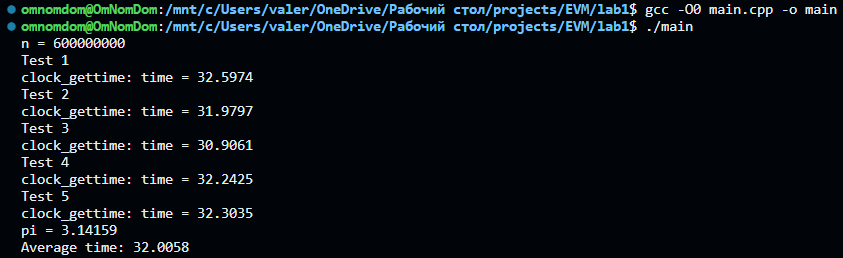 omnomdom@OmNomDom:/mnt/c/Users/valer/OneDrive/Рабочий стол/projects/EVM/lab1$ gcc -O0 main.cpp -o main
omnomdom@OmNomDom:/mnt/c/Users/valer/OneDrive/Рабочий стол/projects/EVM/lab1$ ./main
n = 600000000
Test 1
clock_gettime: time = 32.5974
Test 2
clock_gettime: time = 31.9797
Test 3
clock_gettime: time = 30.9061
Test 4
clock_gettime: time = 32.2425
Test 5
clock_gettime: time = 32.3035
pi = 3.14159
Average time: 32.0058